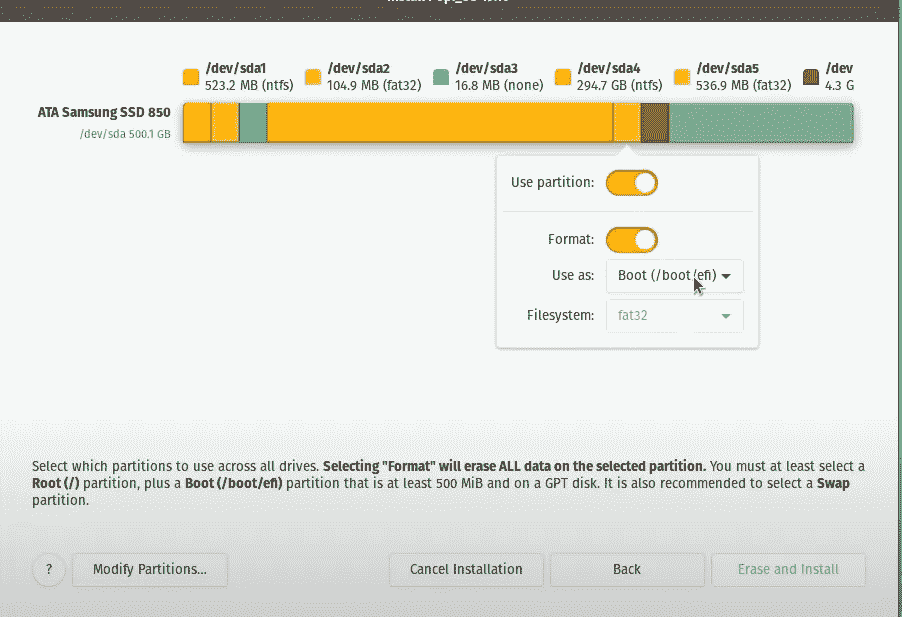 /dev/sda1
/dev/sda2
/dev/sda3
/dev/sda4
/dev/sda5
/dev
523.2 MB (ntfs)
104.9 MB (fat32)
16.8 MB (none)
294.7 GB (ntfs)
536.9 MB (fat32)
4.3 G
ATA Samsung SSD 850
/dev/sda 500.1 GB
Use partition:
Format:
Use as:
Boot (/boot/efi)
Filesystem:
fat32
Select which partitions to use across all drives. Selecting "Format" will erase ALL data on the selected partition. You must at least select a
Root (/) partition, plus a Boot (/boot/efi) partition that is at least 500 MiB and on a GPT disk. It is also recommended to select a Swap
partition.
?
Modify Partitions...
Cancel Installation
Back
Erase and Install